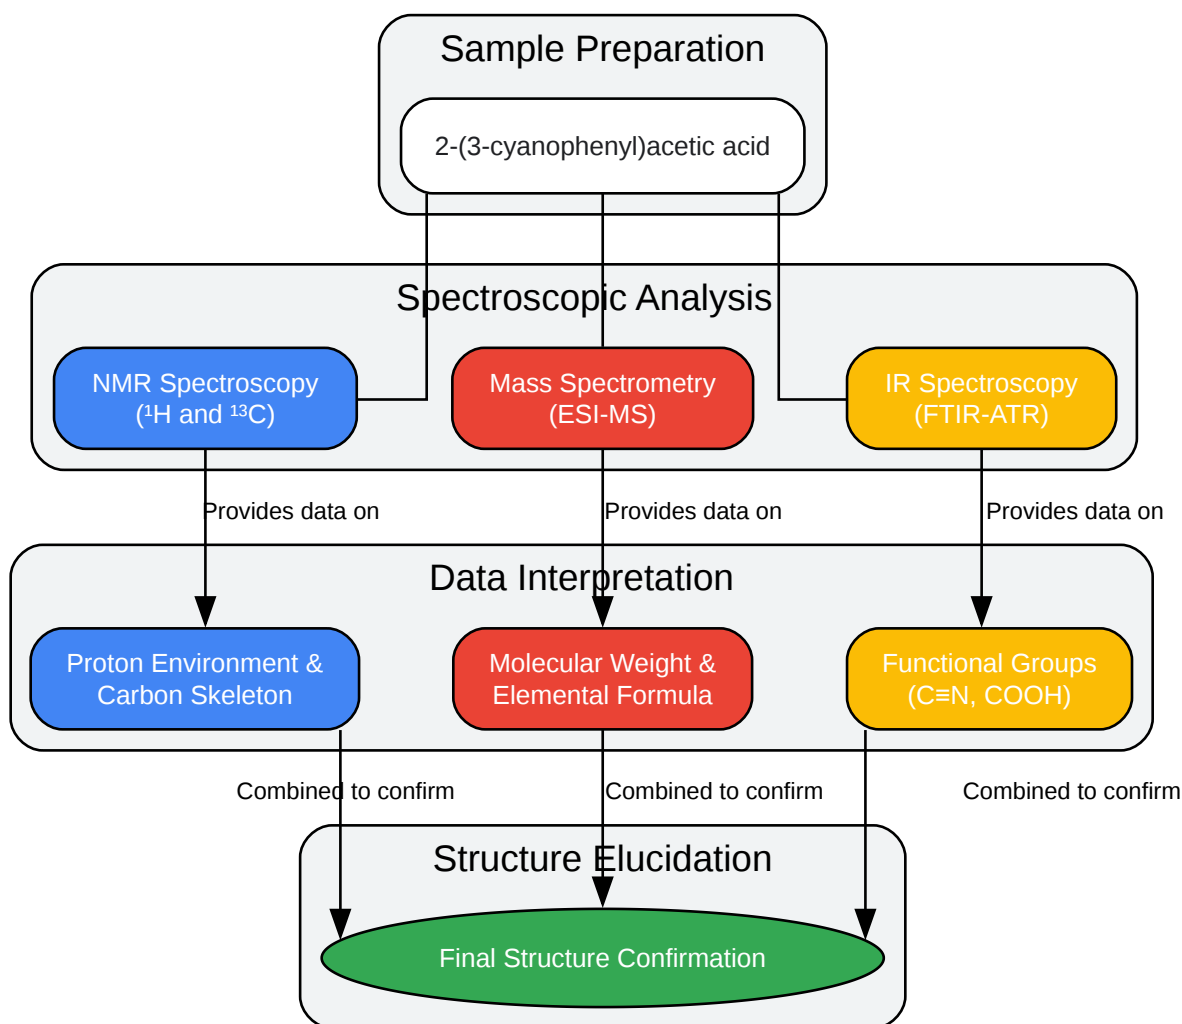 Sample Preparation
2-(3-cyanophenyl)acetic acid
Spectroscopic Analysis
NMR Spectroscopy
(¹H and ¹³C)
Mass Spectrometry
(ESI-MS)
IR Spectroscopy
(FTIR-ATR)
Provides data on
Provides data on
Provides data on
Data Interpretation
Proton Environment &
Carbon Skeleton
Molecular Weight &
Elemental Formula
Functional Groups
(C≡N, COOH)
Combined to confirm
Combined to confirm
Combined to confirm
Structure Elucidation
Final Structure Confirmation